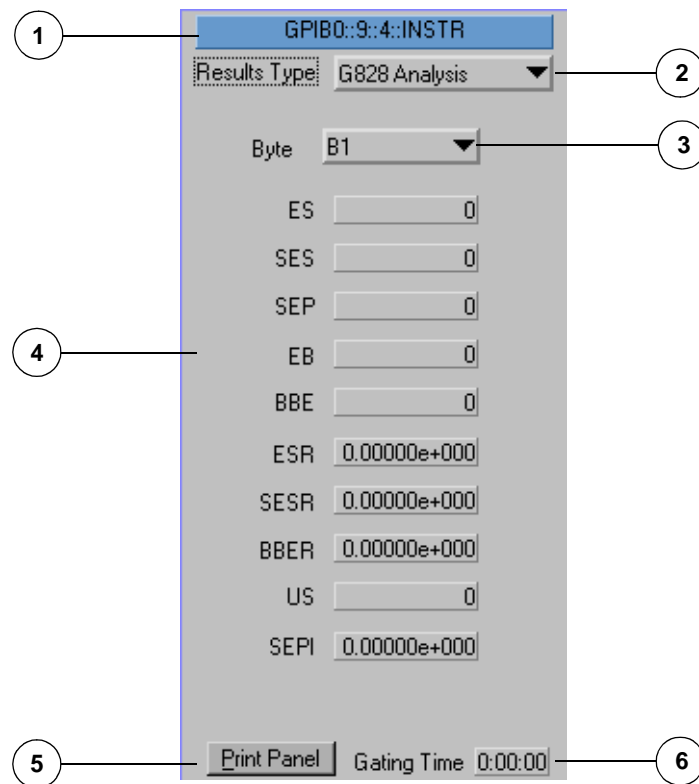 1 GPIB0::9::4::INSTR
Results Type G828 Analysis 2
Byte B1 3
ES 0
SES 0
SEP 0
4 EB 0
BBE 0
ESR 0.00000e+000
SESR 0.00000e+000
BBER 0.00000e+000
US 0
SEPI 0.00000e+000
5 Print Panel Gating Time 0:00:00 6